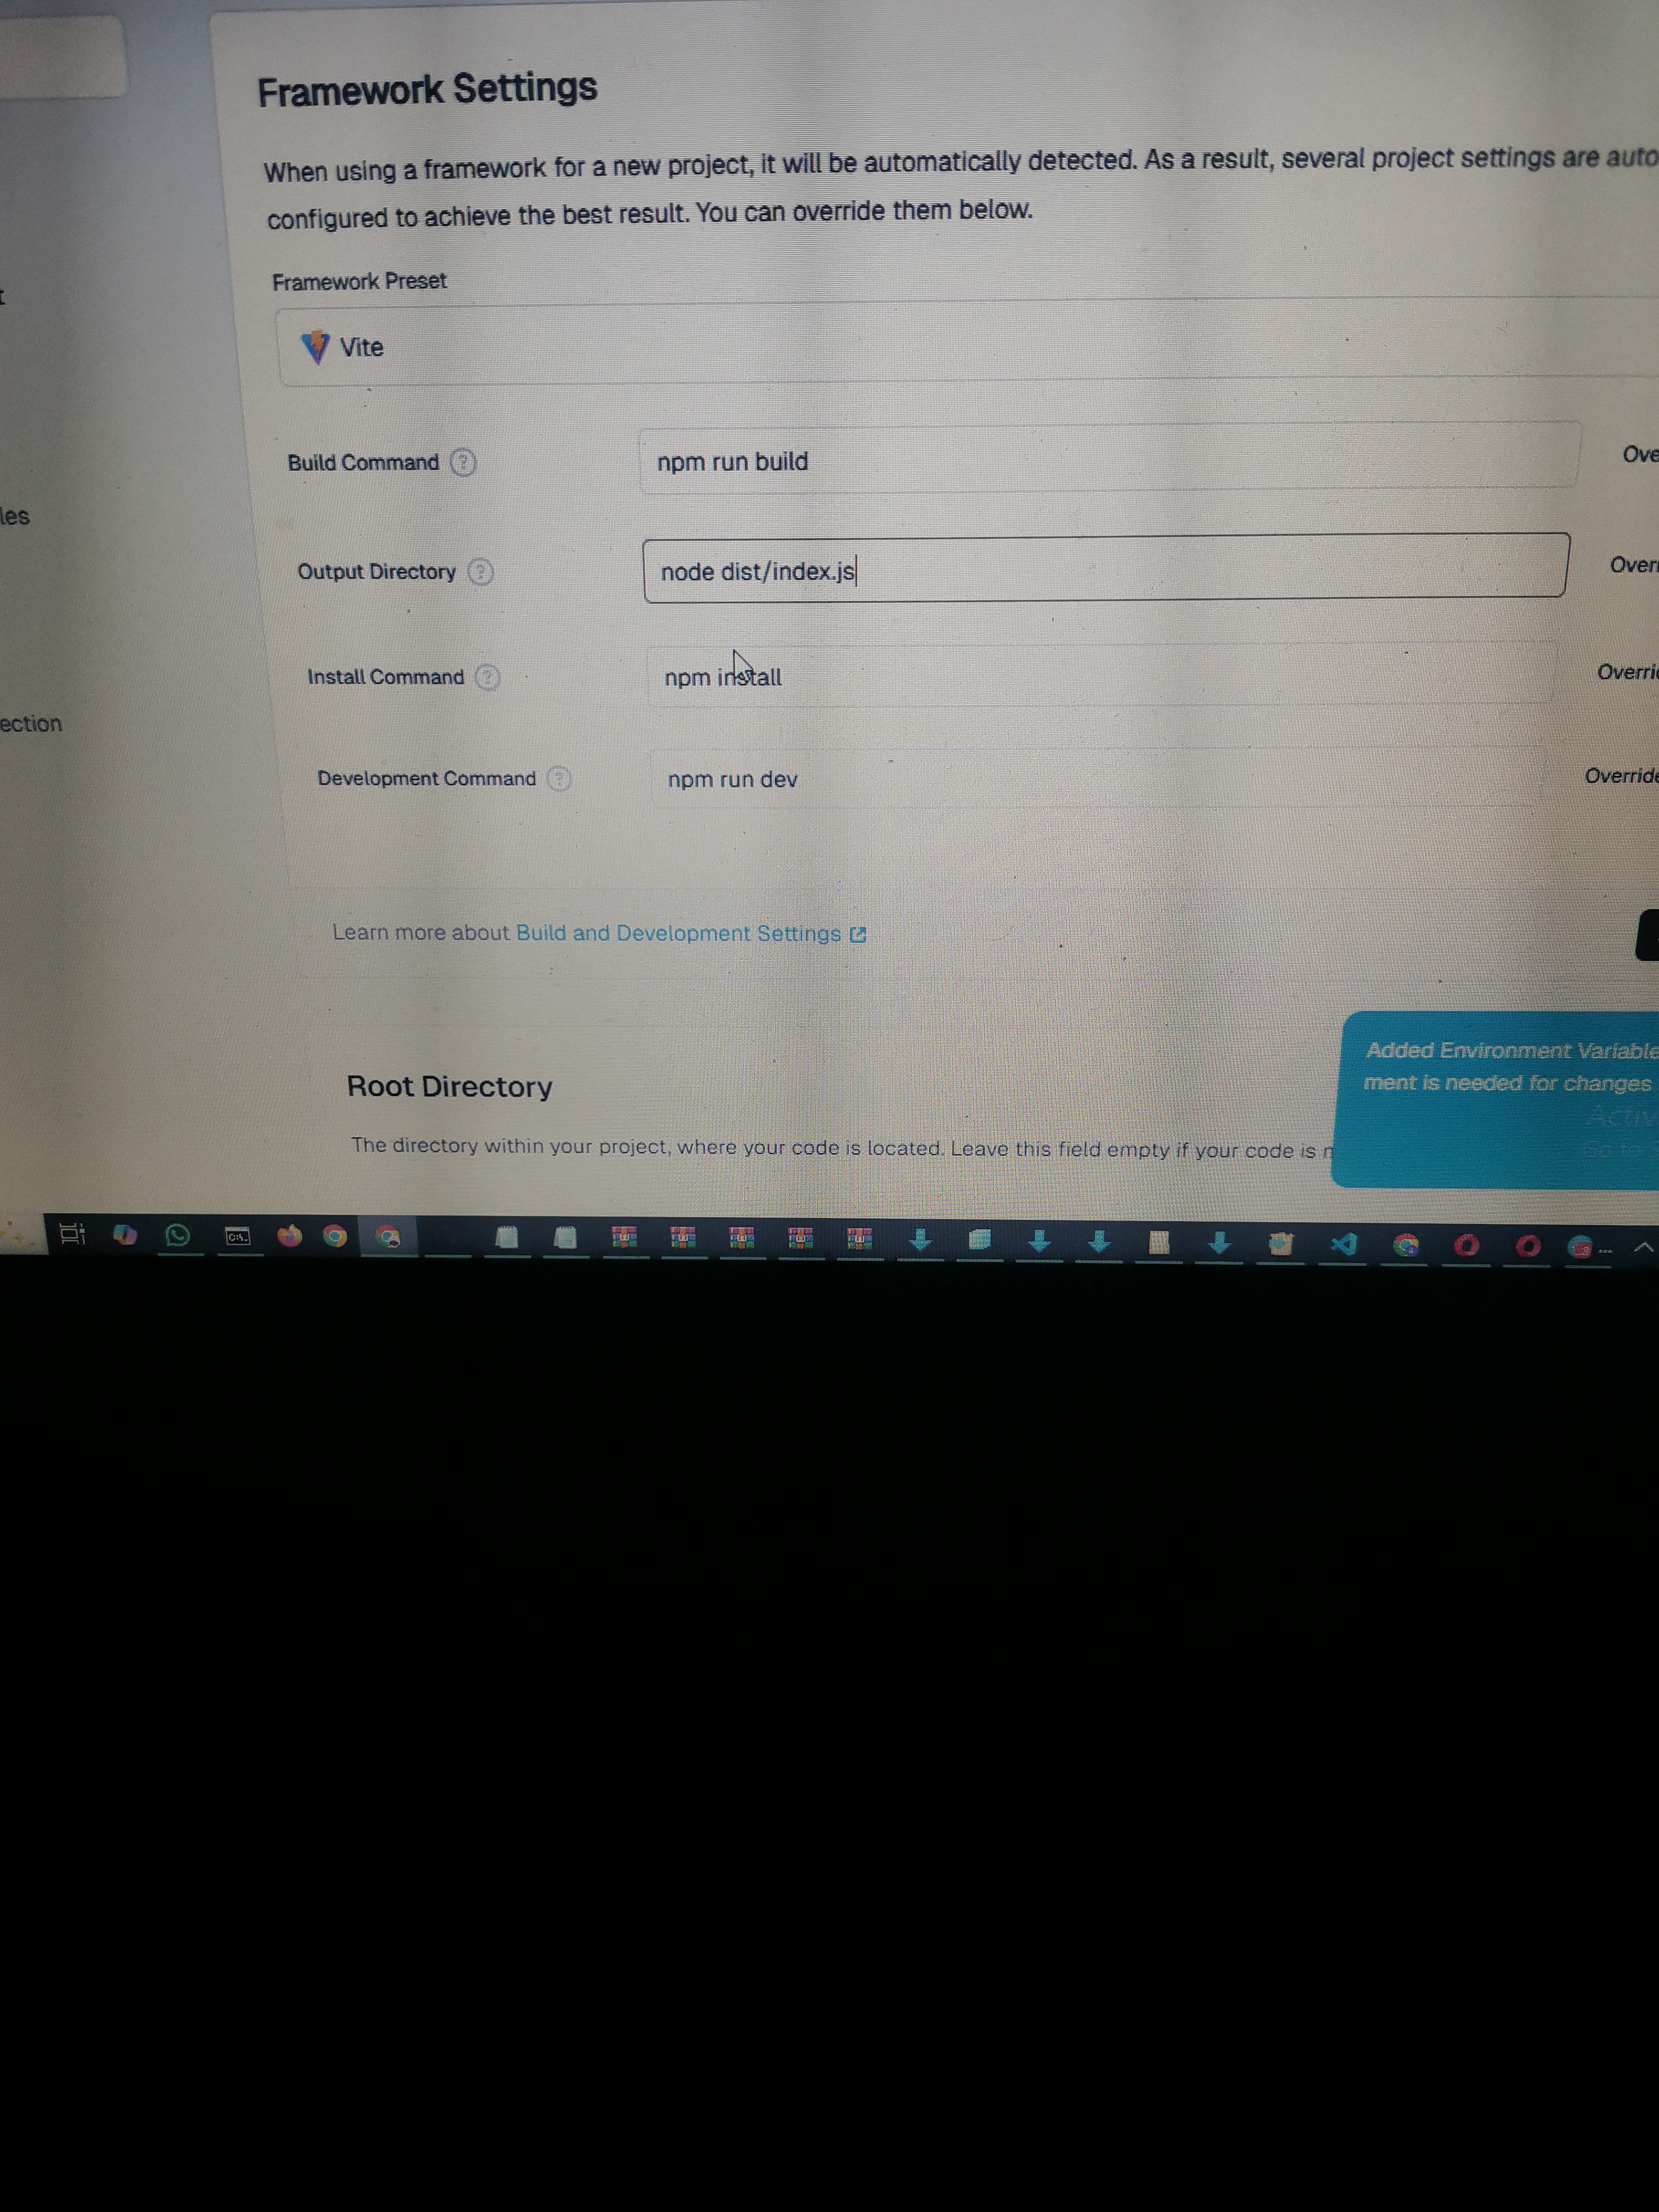 Framework Settings
When using a framework for a new project, it will be automatically detected. As a result, several project settings are auto
configured to achieve the best result. You can override them below.
Framework Preset
t
Vite
Build Command ?
npm run build
Ove
les
Output Directory ?
node dist/index.js
Over
Install Command ?
npm install
Overri
ection
Development Command ?
npm run dev
Override
Learn more about Build and Development Settings
Added Environment Variable
ment is needed for changes
Activ
Go to
Root Directory
The directory within your project, where your code is located. Leave this field empty if your code is n